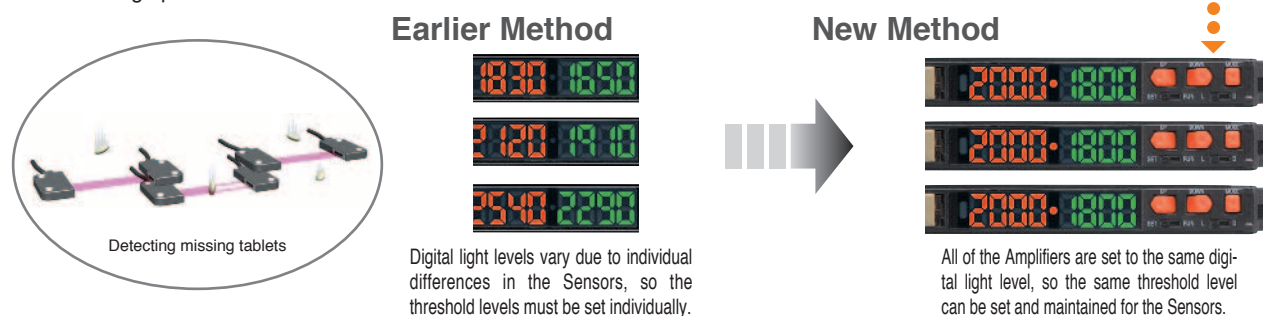 Earlier Method
New Method
1830 1650
2120 1910
2540 2290
2000 1800
2000 1800
2000 1800
Detecting missing tablets
Digital light levels vary due to individual
differences in the Sensors, so the
threshold levels must be set individually.
All of the Amplifiers are set to the same digi-
tal light level, so the same threshold level
can be set and maintained for the Sensors.